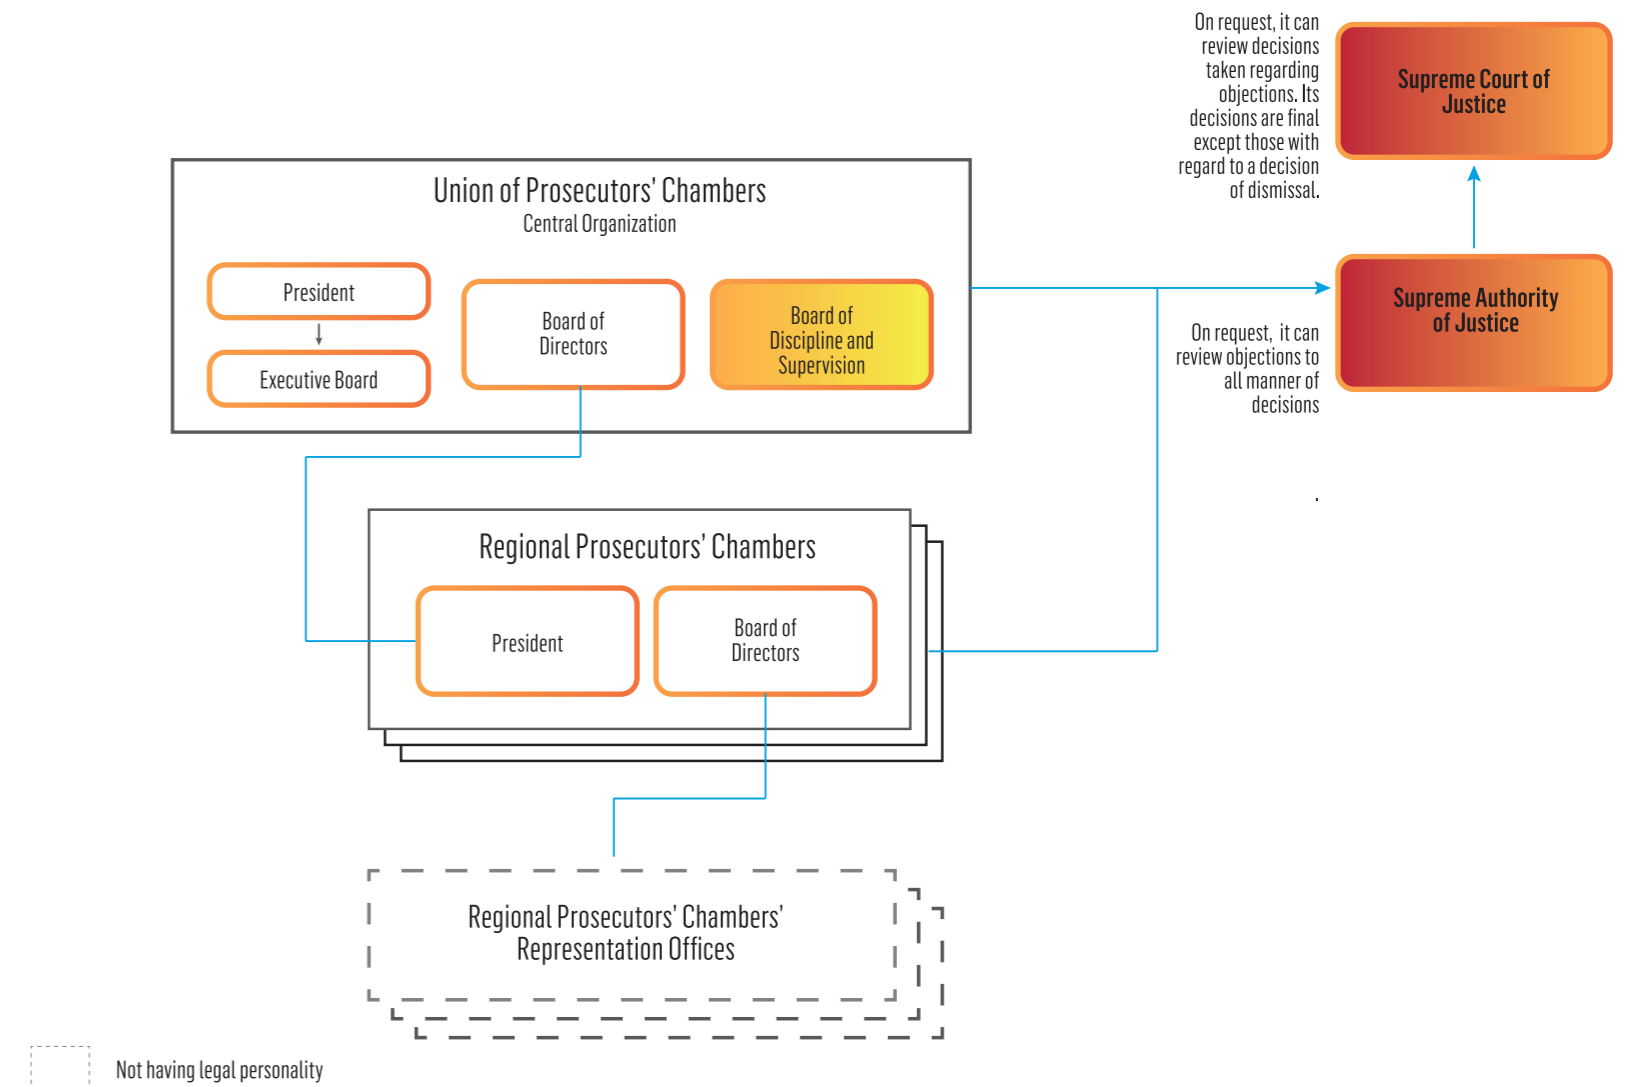 On request, it can
review decisions
taken regarding
objections. Its
decisions are final
except those with
regard to a decision
of dismissal.
Supreme Court of
Justice
Union of Prosecutors’ Chambers
Central Organization
President
Executive Board
Board of
Directors
Board of
Discipline and
Supervision
Supreme Authority
of Justice
On request, it can
review objections to
all manner of
decisions
.
Regional Prosecutors’ Chambers
President
Board of
Directors
Regional Prosecutors’ Chambers’
Representation Offices
Not having legal personality